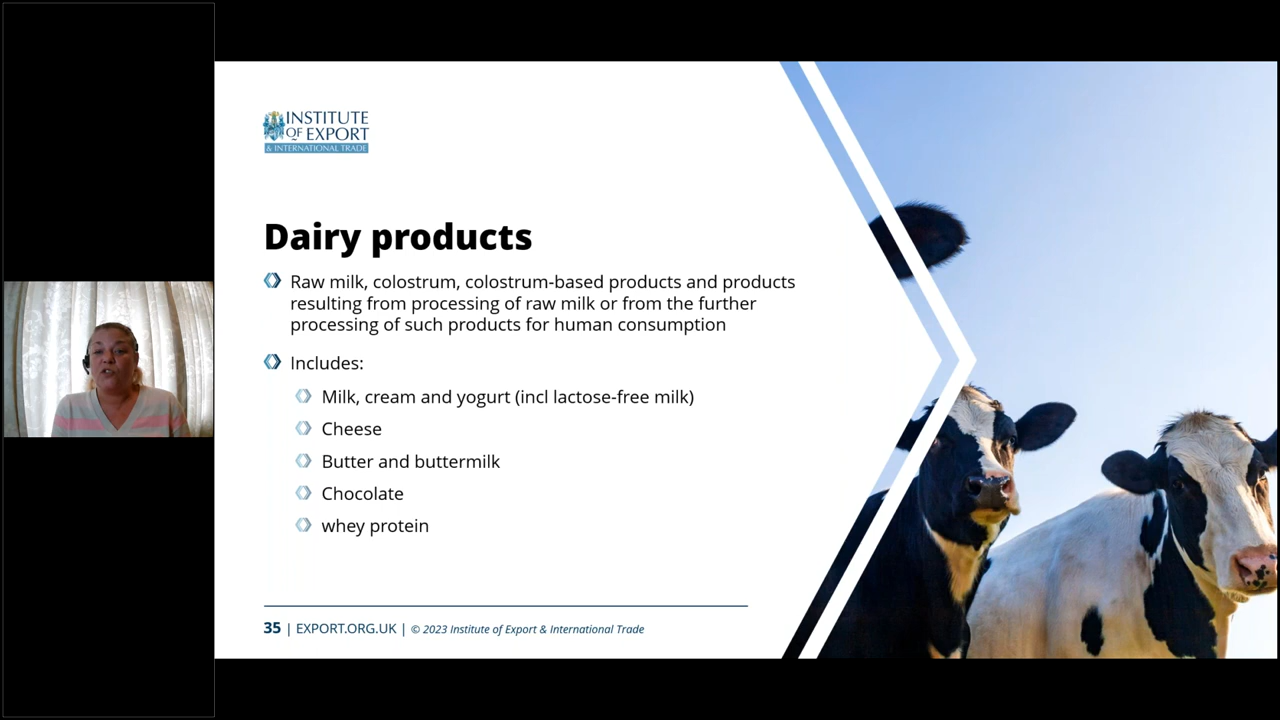 INSTITUTE
OF EXPORT
& INTERNATIONAL TRADE
Dairy products
Raw milk, colostrum, colostrum-based products and products
resulting from processing of raw milk or from the further
processing of such products for human consumption
Includes:
Milk, cream and yogurt (incl lactose-free milk)
Cheese
Butter and buttermilk
Chocolate
whey protein
35 | EXPORT.ORG.UK | © 2023 Institute of Export & International Trade